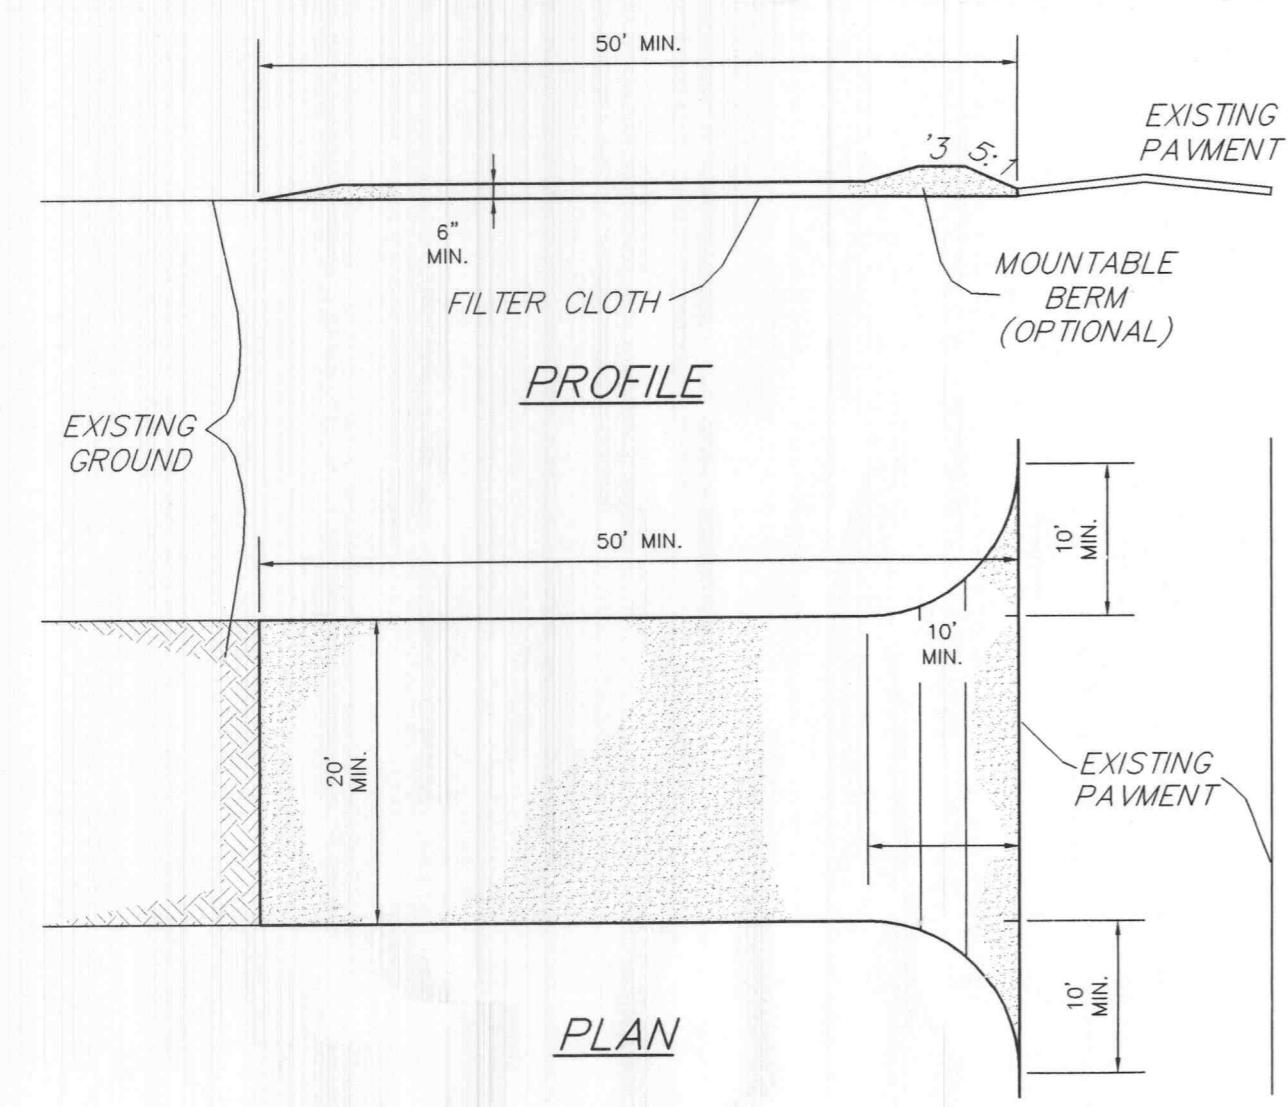 50' MIN.
EXISTING
PAVMENT
'3 5:1
6"
MIN.
FILTER CLOTH
MOUNTABLE
BERM
(OPTIONAL)
PROFILE
EXISTING
GROUND
50' MIN.
10'
MIN.
10'
MIN.
20'
MIN.
EXISTING
PAVMENT
10'
MIN.
PLAN